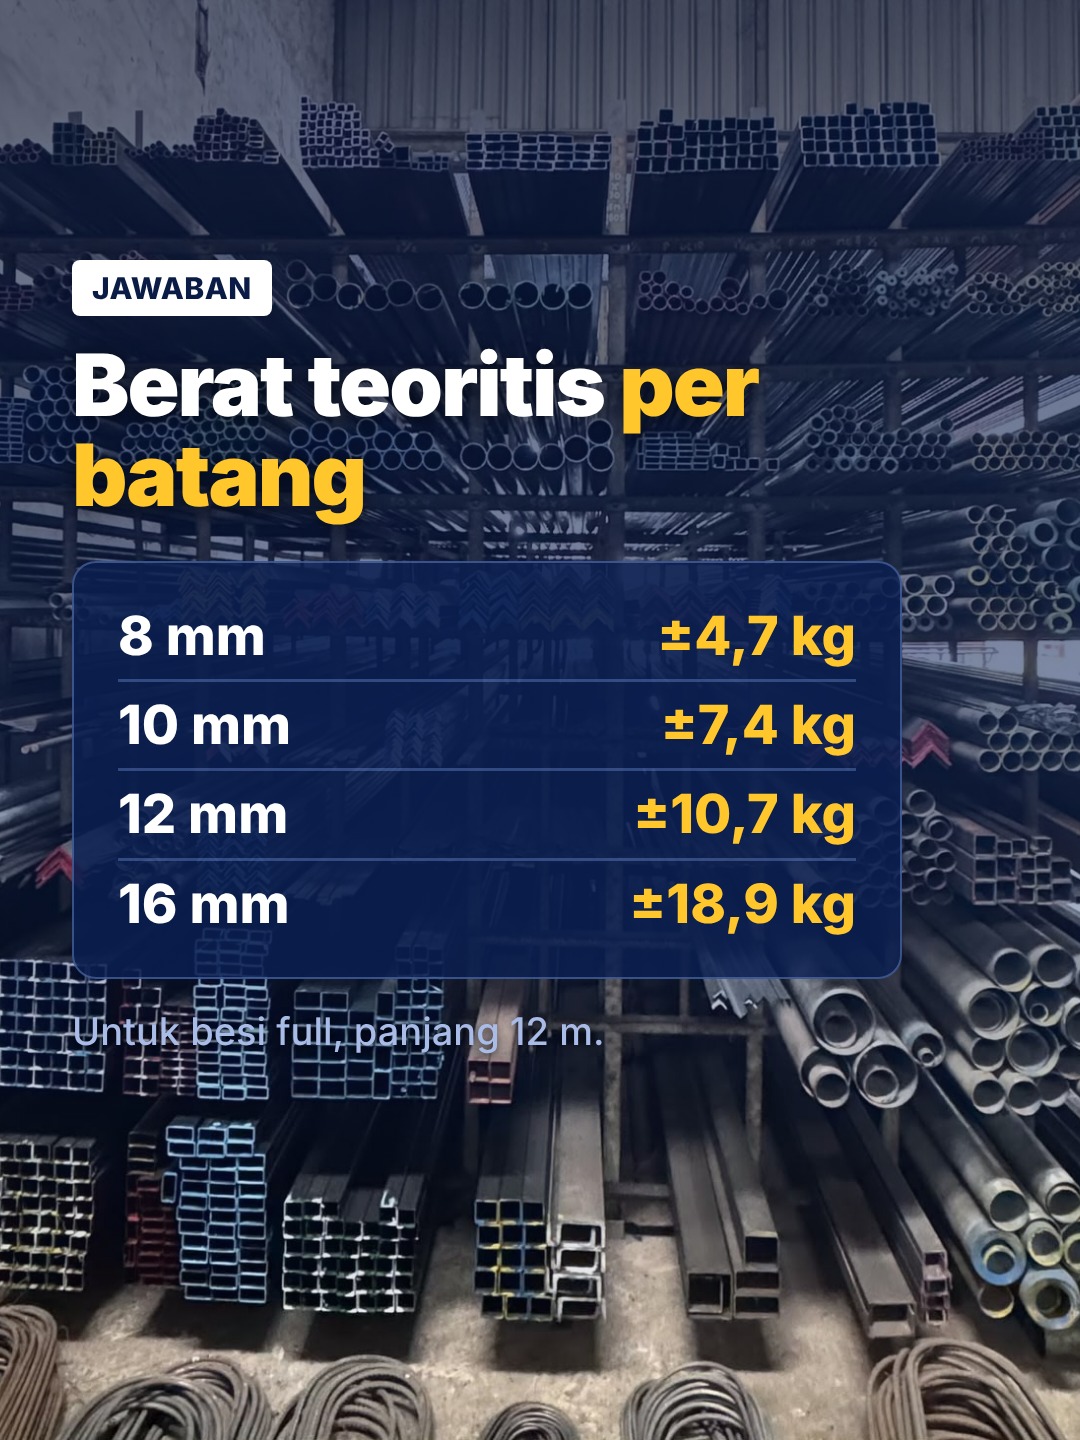 JAWABAN
Berat teoritis per
batang
8 mm ±4,7 kg
10 mm ±7,4 kg
12 mm ±10,7 kg
16 mm ±18,9 kg
Untuk besi full, panjang 12 m.